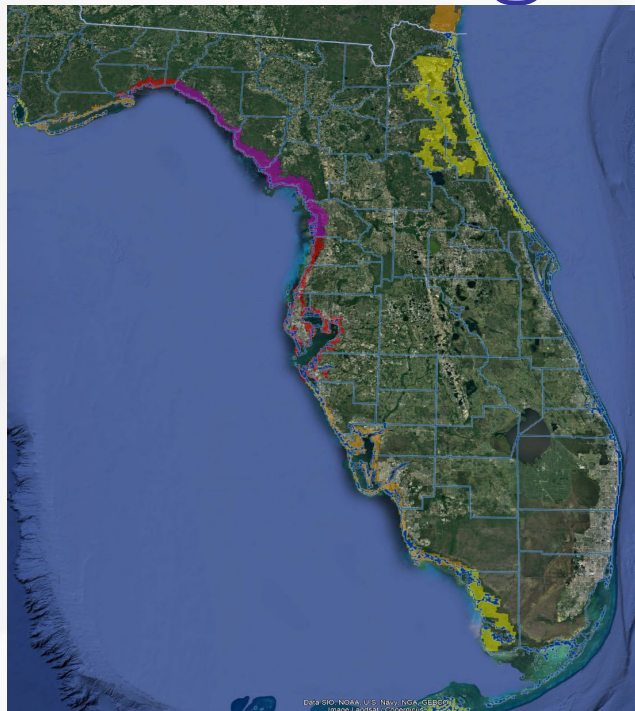 Data SIO, NOAA, U.S. Navy, NGA, GEBCO
Image Landsat / Copernicus